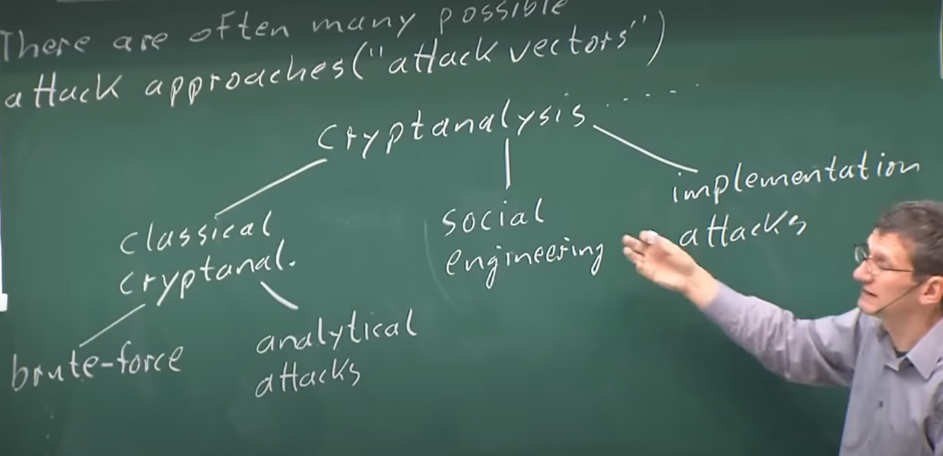 There are often many possible
attack approaches ("attack vectors")
cryptanalysis ......
classical
cryptanal.
social
engineering
implementation
attacks
brute-force
analytical
attacks